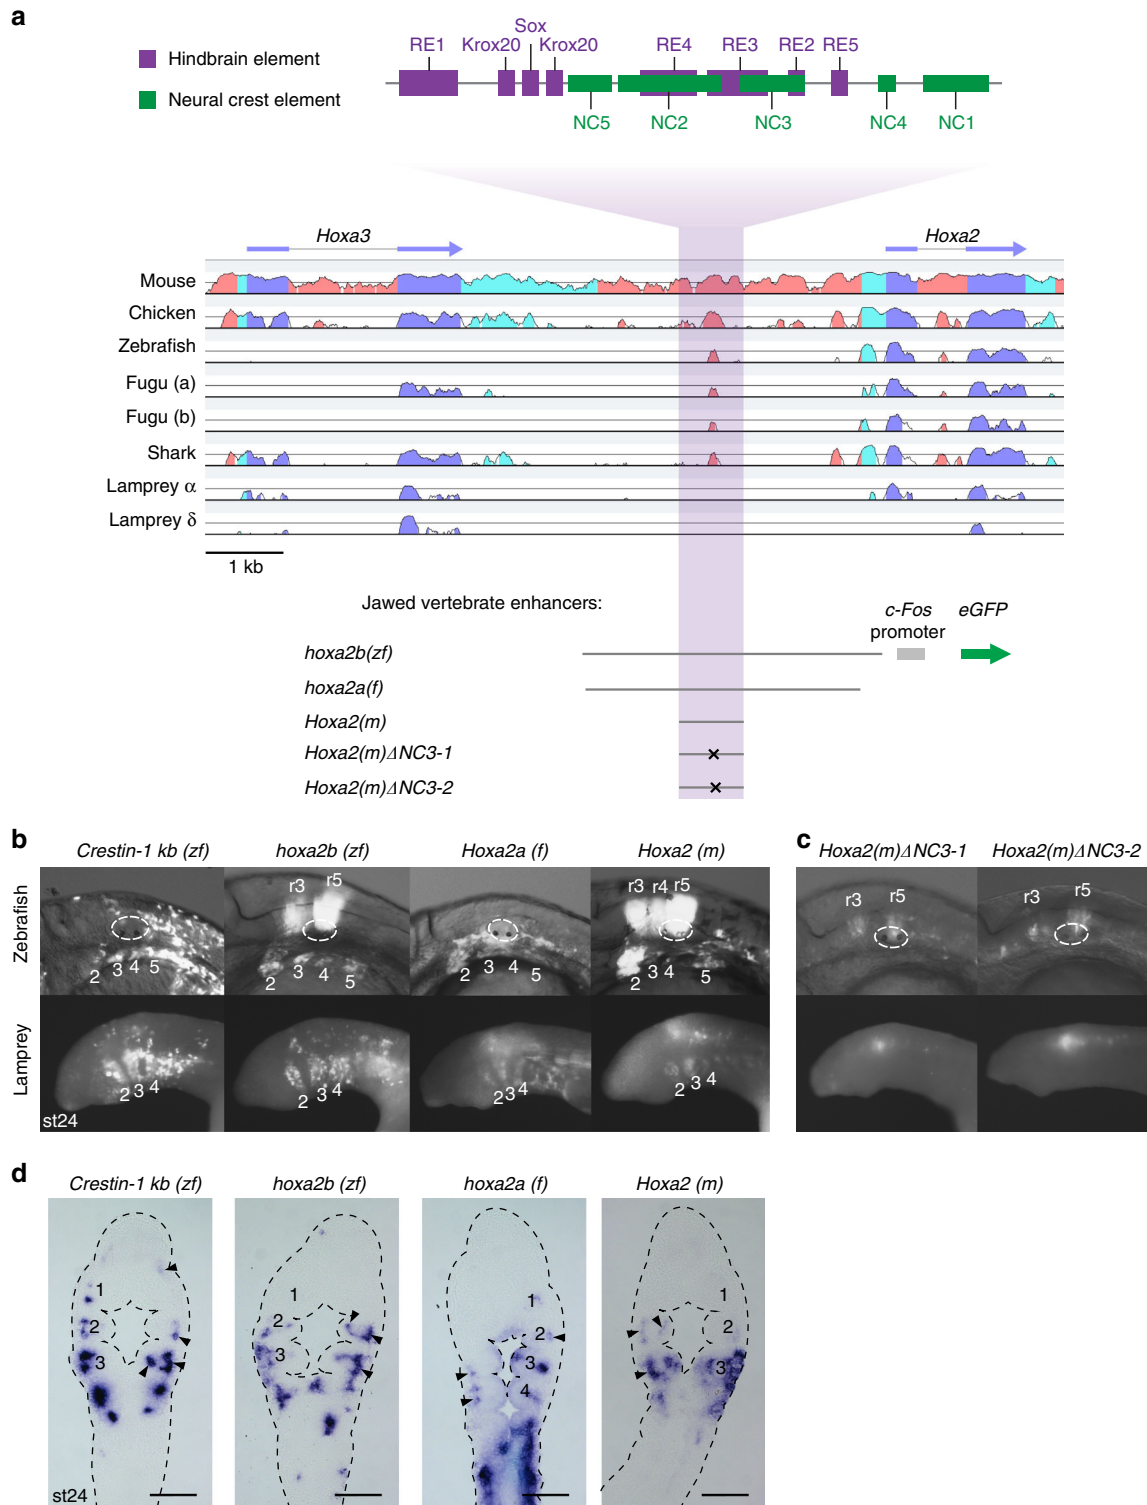 a
Hindbrain element
Neural crest element
Sox
RE1 Krox20 Krox20 RE4 RE3 RE2 RE5
NC5 NC2 NC3 NC4 NC1
Hoxa3 Hoxa2
Mouse
Chicken
Zebrafish
Fugu (a)
Fugu (b)
Shark
Lamprey α
Lamprey δ
1 kb
Jawed vertebrate enhancers:
c-Fos promoter eGFP
hoxa2b(zf)
hoxa2a(f)
Hoxa2(m)
Hoxa2(m)ΔNC3-1
Hoxa2(m)ΔNC3-2
b
Crestin-1 kb (zf) hoxa2b (zf) Hoxa2a (f) Hoxa2 (m)
Zebrafish
2 3 4 5
r3 r5
2 3 4 5
2 3 4 5
r3 r4 r5
2 3 4 5
Lamprey
2 3 4
st24
2 3 4
2 3 4
2 3 4
c
Hoxa2(m)ΔNC3-1 Hoxa2(m)ΔNC3-2
r3 r5
r3 r5
d
Crestin-1 kb (zf) hoxa2b (zf) hoxa2a (f) Hoxa2 (m)
1
2
3
st24
1
2
3
1
2
3
4
1
2
3